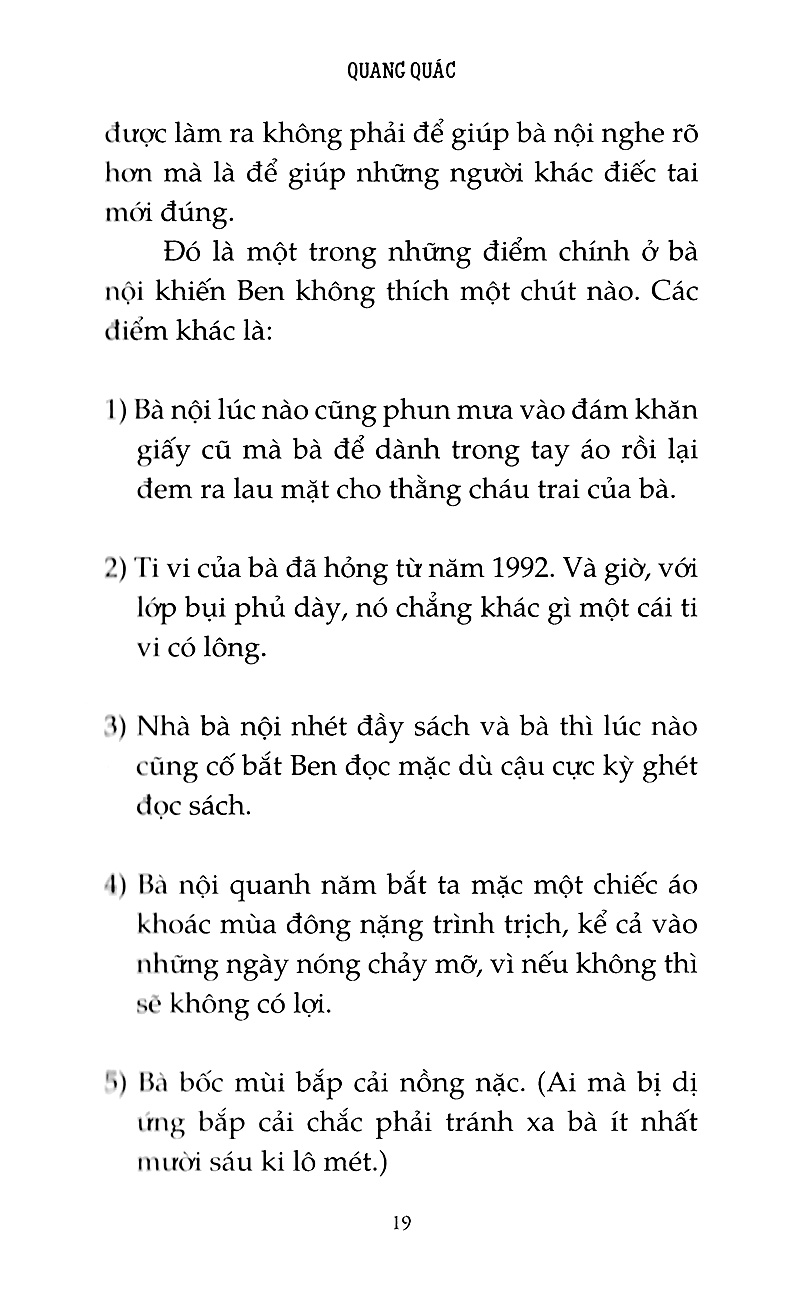 QUANG QUÁC
được làm ra không phải để giúp bà nội nghe rõ
hơn mà là để giúp những người khác điếc tai
mới đúng.
Đó là một trong những điểm chính ở bà
nội khiến Ben không thích một chút nào. Các
điểm khác là:
1) Bà nội lúc nào cũng phun mưa vào đám khăn
giấy cũ mà bà để dành trong tay áo rồi lại
đem ra lau mặt cho thằng cháu trai của bà.
2) Ti vi của bà đã hỏng từ năm 1992. Và giờ, với
lớp bụi phủ dày, nó chẳng khác gì một cái ti
vi có lông.
3) Nhà bà nội nhét đầy sách và bà thì lúc nào
cũng cố bắt Ben đọc mặc dù cậu cực kỳ ghét
đọc sách.
4) Bà nội quanh năm bắt ta mặc một chiếc áo
khoác mùa đông nặng trình trịch, kể cả vào
những ngày nóng chảy mỡ, vì nếu không thì
sẽ không có lợi.
5) Bà bốc mùi bắp cải nồng nặc. (Ai mà bị dị
ứng bắp cải chắc phải tránh xa bà ít nhất
mười sáu ki lô mét.)
19